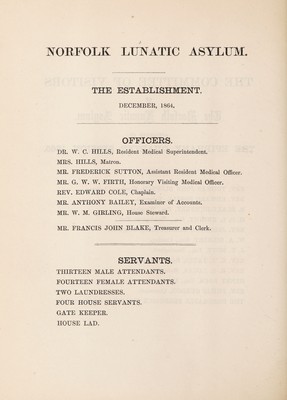 NORFOLK LUNATIC ASYLUM.
THE ESTABLISHMENT.
DECEMBER, 1864.
OFFICERS.
DR. W. C. HILLS, Resident Medical Superintendent.
MRS. HILLS, Matron.
MR. FREDERICK SUTTON, Assistant Resident Medical Officer.
MR. G. W. W. FIRTH, Honorary Visiting Medical Officer.
REV. EDWARD COLE, Chaplain.
MR. ANTHONY BAILEY, Examiner of Accounts.
MR. W. M. GIRLING, House Steward.
MR. FRANCIS JOHN BLAKE, Treasurer and Clerk.
SERVANTS.
THIRTEEN MALE ATTENDANTS.
FOURTEEN FEMALE ATTENDANTS.
TWO LAUNDRESSES.
FOUR HOUSE SERVANTS.
GATE KEEPER.
HOUSE LAD.